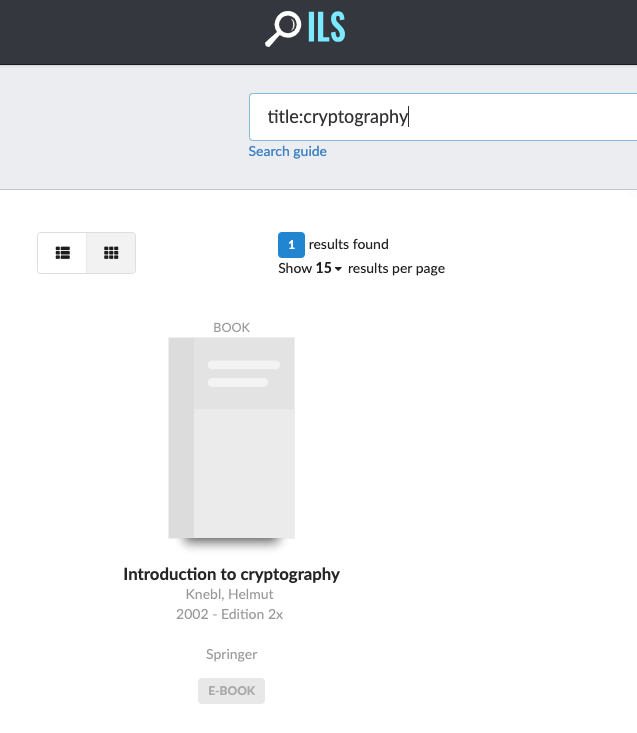 ILS
title:cryptography
Search guide
1 results found
Show 15 results per page
BOOK
Introduction to cryptography
Knebl, Helmut
2002 - Edition 2x
Springer
E-BOOK